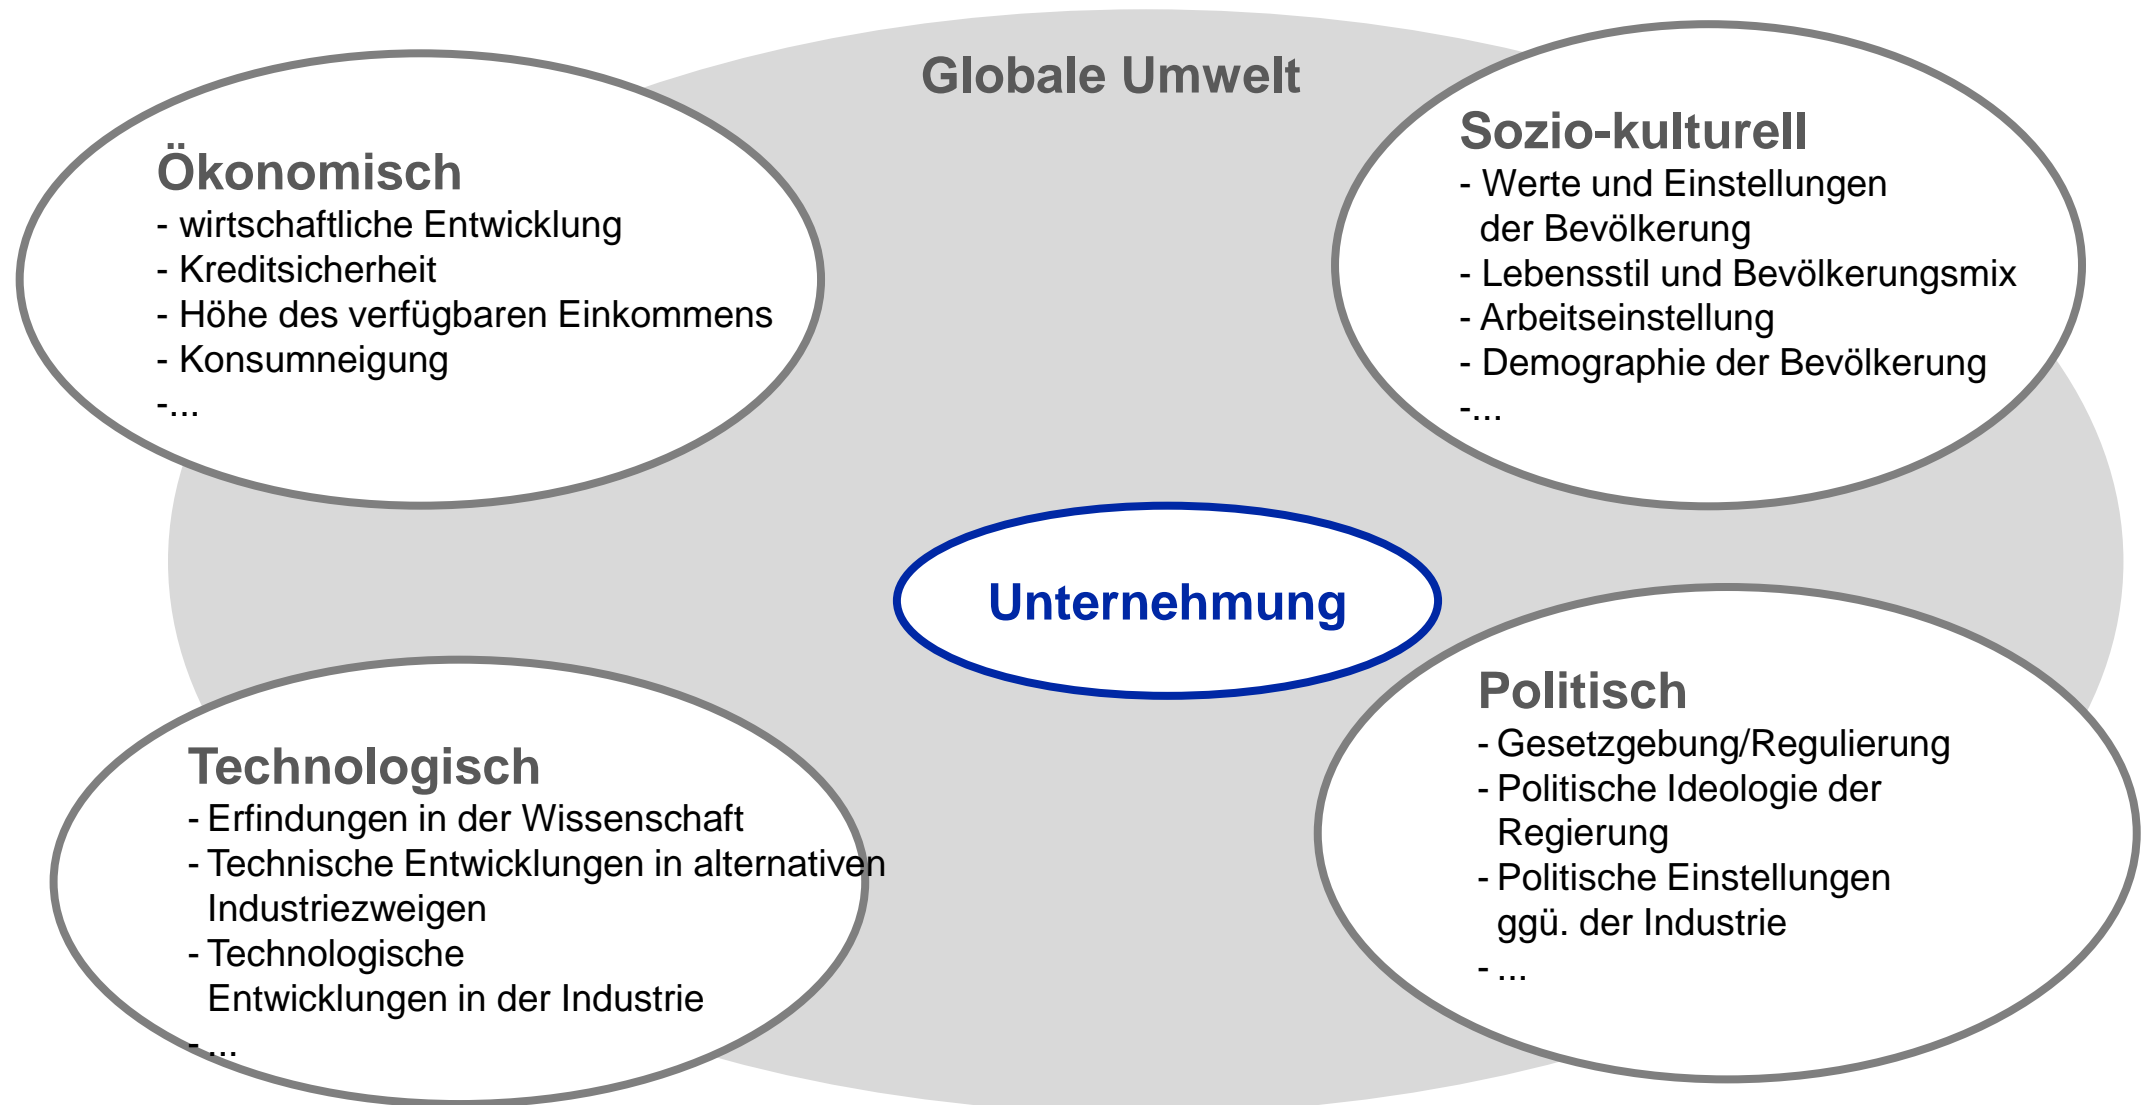 Globale Umwelt
Ökonomisch
- wirtschaftliche Entwicklung
- Kreditsicherheit
- Höhe des verfügbaren Einkommens
- Konsumneigung
-...
Sozio-kulturell
- Werte und Einstellungen
der Bevölkerung
- Lebensstil und Bevölkerungsmix
- Arbeitseinstellung
- Demographie der Bevölkerung
-...
Unternehmung
Technologisch
- Erfindungen in der Wissenschaft
- Technische Entwicklungen in alternativen
Industriezweigen
- Technologische
Entwicklungen in der Industrie
- ...
Politisch
- Gesetzgebung/Regulierung
- Politische Ideologie der
Regierung
- Politische Einstellungen
ggü. der Industrie
- ...